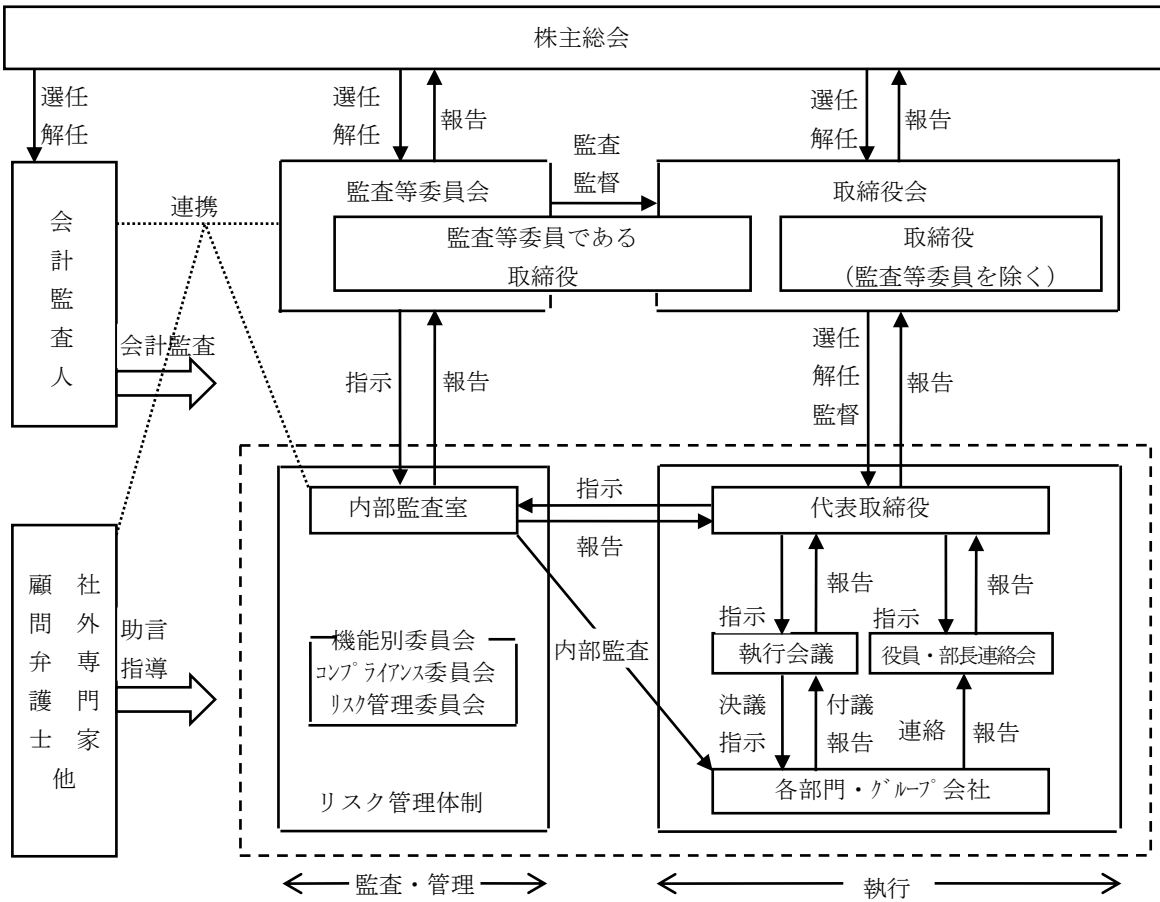 株主総会
選任
解任
選任
解任
報告
選任
解任
報告
会計監査人
連携
監査等委員会
監査
監督
取締役会
監査等委員である
取締役
取締役
（監査等委員を除く）
会計監査
指示
報告
選任
解任
監督
報告
内部監査室
指示
報告
代表取締役
顧問弁護士
社外専門家
他
助言
指導
機能別委員会
コンプライアンス委員会
リスク管理委員会
リスク管理体制
内部監査
指示
報告
指示
報告
執行会議
役員・部長連絡会
決議
指示
付議
報告
連絡
報告
各部門・グループ会社
監査・管理
執行